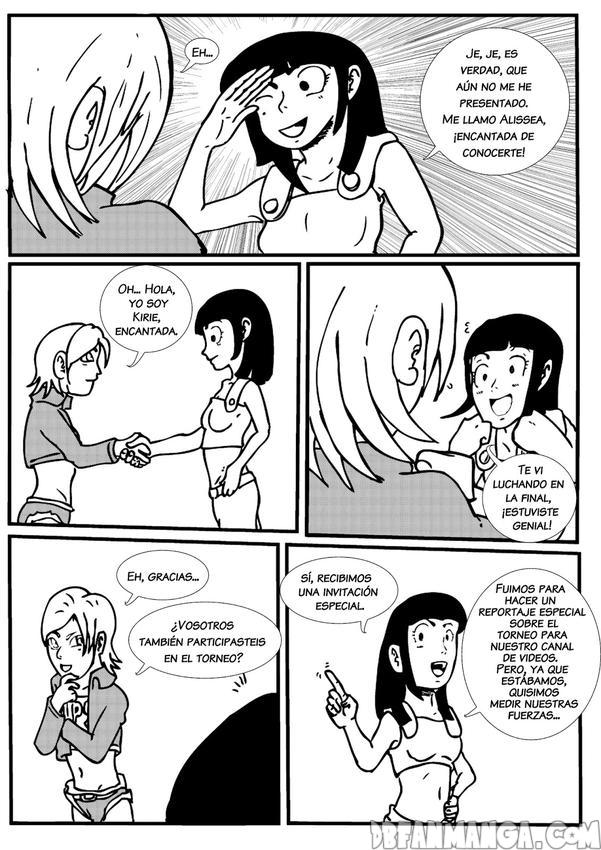 Eh...
Je, je, es
verdad, que
aún no me he
presentado.
Me llamo Alissea,
¡encantada de
conocerte!
Oh... Hola,
yo soy
Kirie,
encantada.
Te vi
luchando en
la final,
¡estuviste
genial!
Eh, gracias...
¿Vosotros
también participasteis
en el torneo?
Sí, recibimos
una invitación
especial.
Fuimos para
hacer un
reportaje especial
sobre el
torneo para
nuestro canal
de videos.
Pero, ya que
estábamos,
quisimos
medir nuestras
fuerzas...
DBFANMANGA.COM